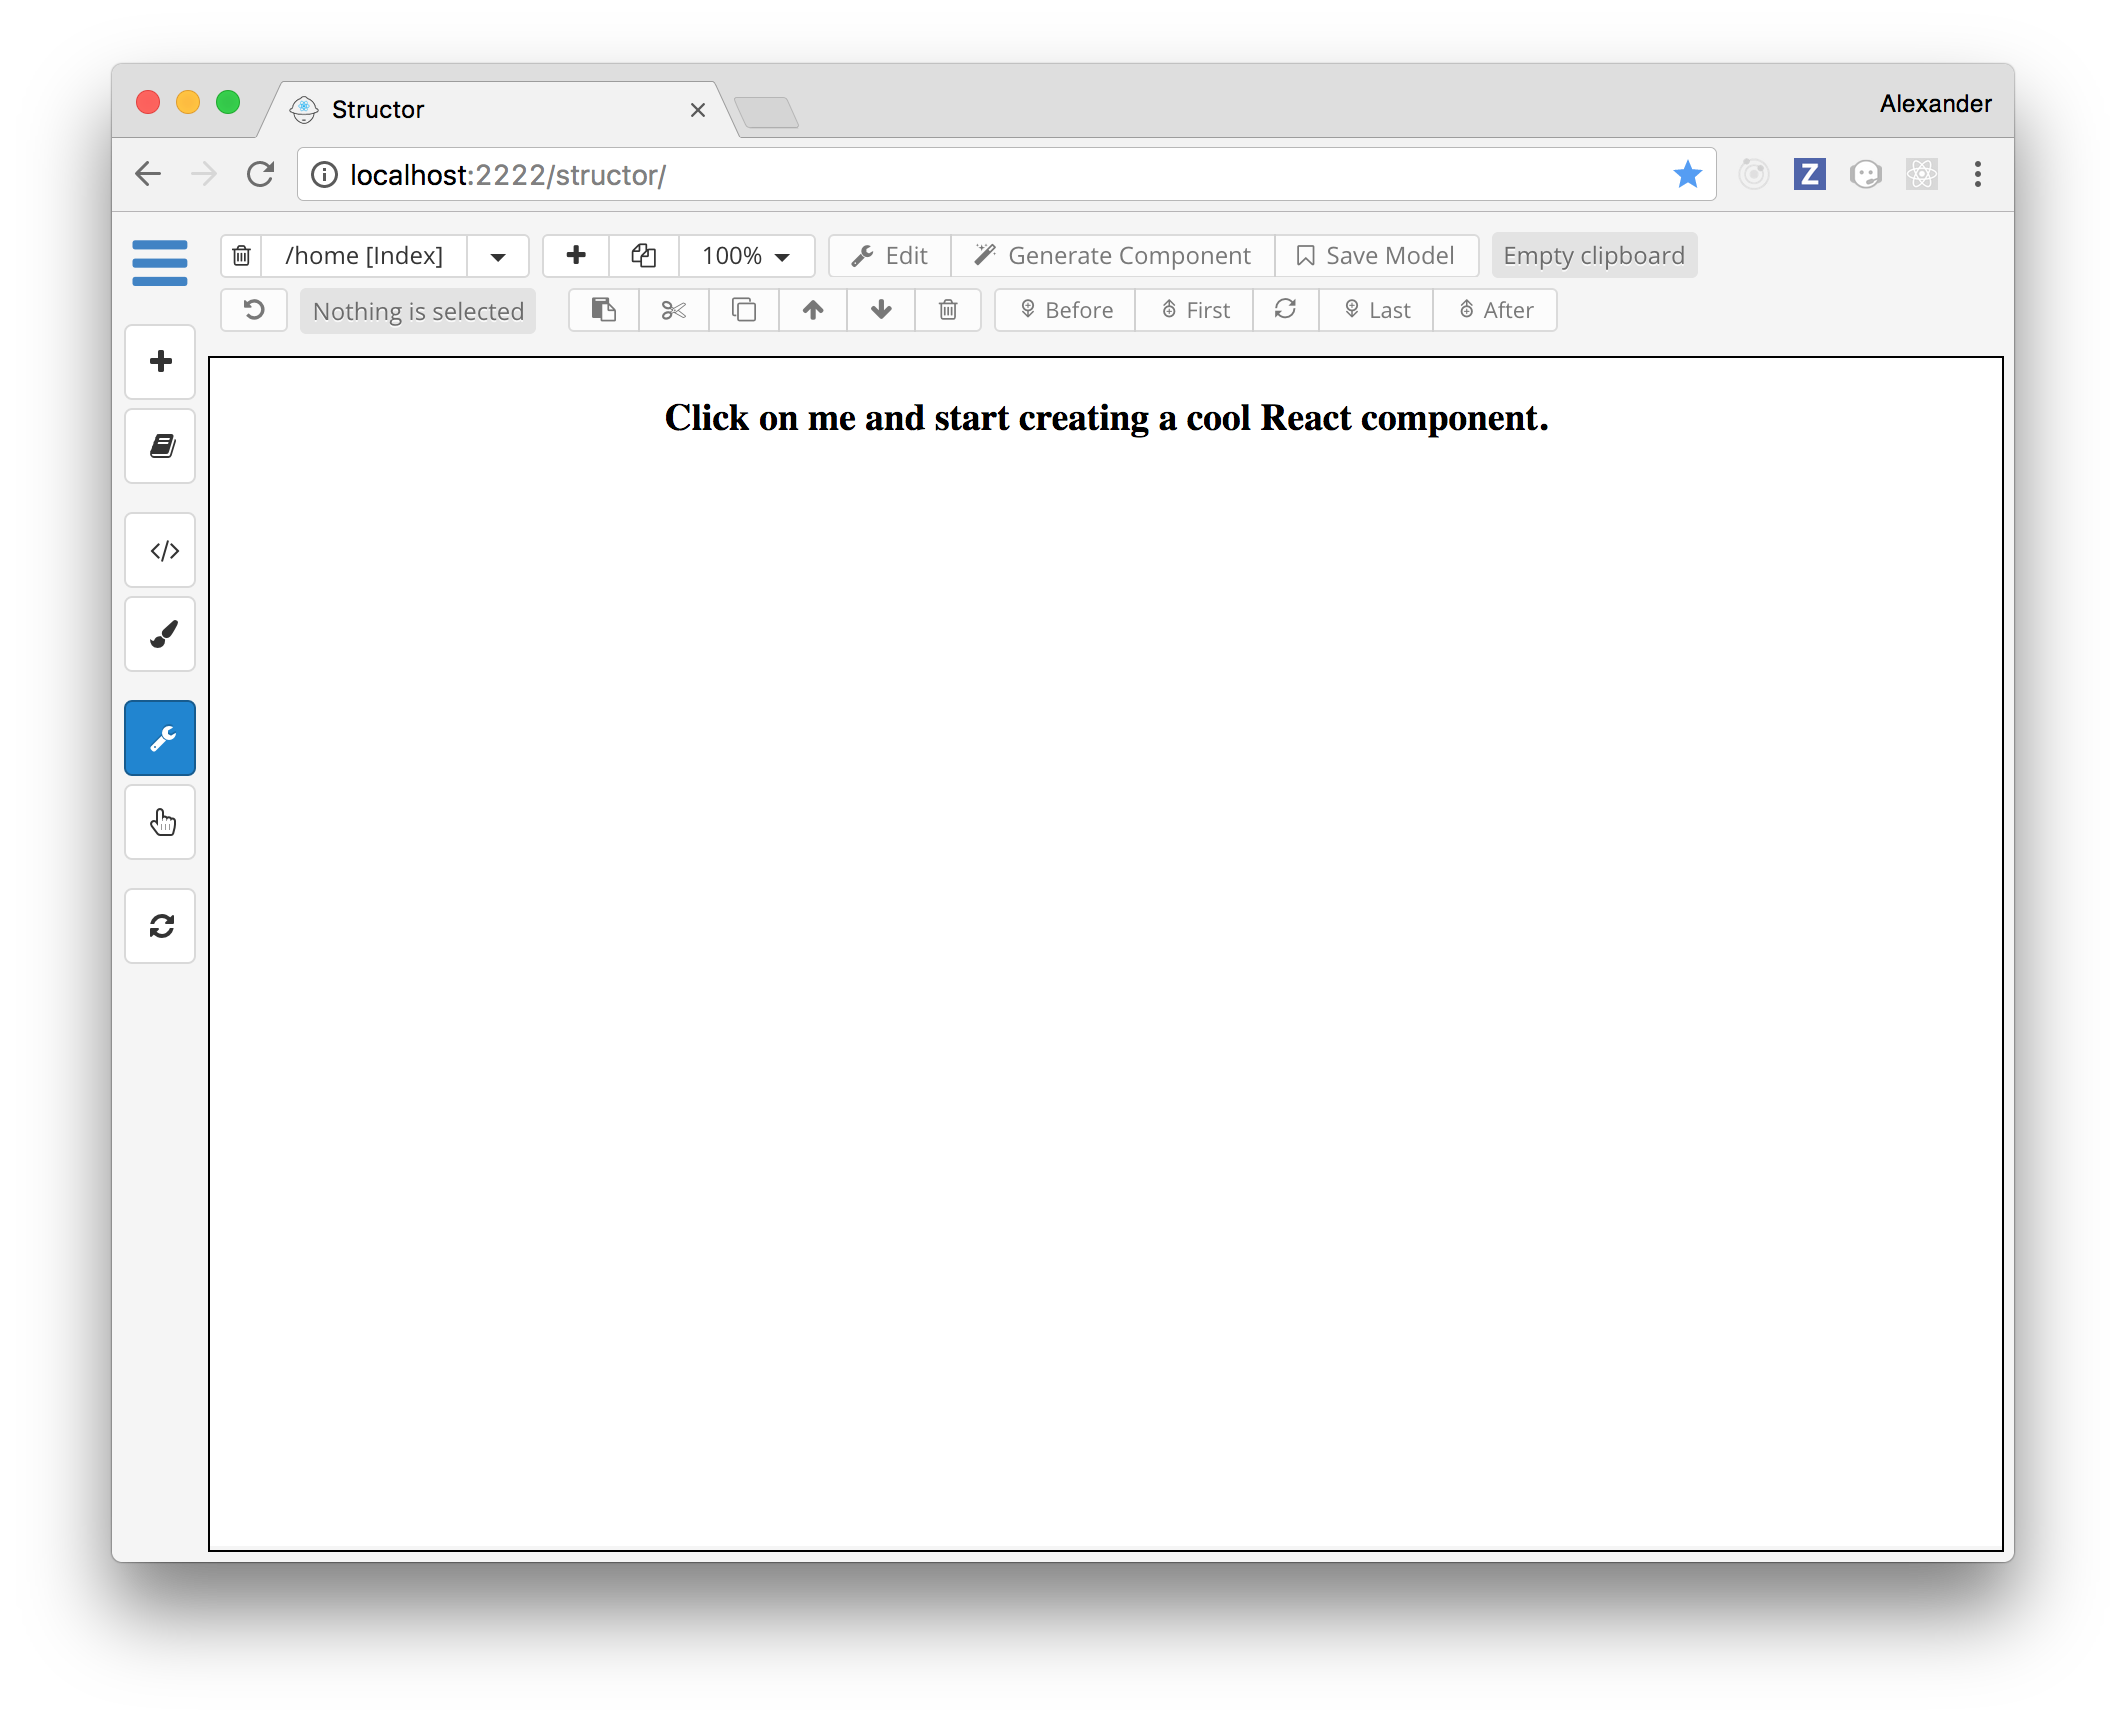 Structor
Alexander
localhost:2222/structor/
Z
/home [Index] 100% Edit Generate Component Save Model Empty clipboard
Nothing is selected Before First Last After
Click on me and start creating a cool React component.